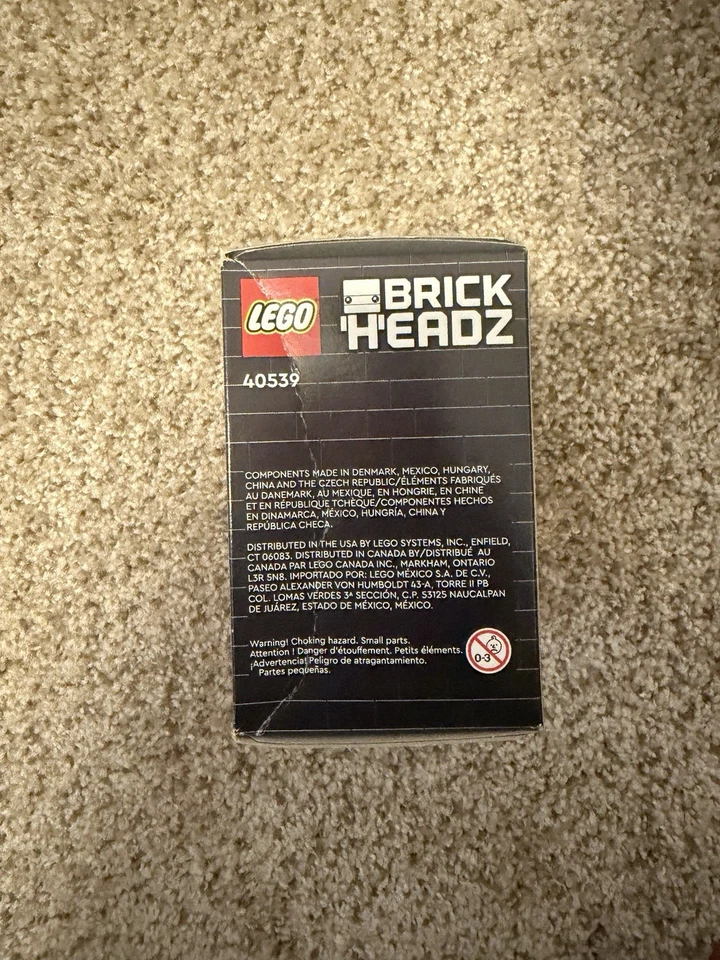 LEGO
BRICK
HEADZ
40539
COMPONENTS MADE IN DENMARK, MEXICO, HUNGARY,
CHINA AND THE CZECH REPUBLIC/ÉLÉMENTS FABRIQUÉS
AU DANEMARK, AU MEXIQUE, EN HONGRIE, EN CHINE
ET EN RÉPUBLIQUE TCHÈQUE/COMPONENTES HECHOS
EN DINAMARCA, MÉXICO, HUNGRÍA, CHINA Y
REPÚBLICA CHECA.
DISTRIBUTED IN THE USA BY LEGO SYSTEMS, INC., ENFIELD,
CT 06083. DISTRIBUTED IN CANADA BY/DISTRIBUÉ AU
CANADA PAR LEGO CANADA INC., MARKHAM, ONTARIO
L3R 5N8. IMPORTADO POR: LEGO MÉXICO S.A. DE C.V.,
PASEO ALEXANDER VON HUMBOLDT 43-A, TORRE II PB
COL. LOMAS VERDES 3ª SECCIÓN, C.P. 53125 NAUCALPAN
DE JUÁREZ, ESTADO DE MÉXICO, MÉXICO.
Warning! Choking hazard. Small parts.
Attention ! Danger d'étouffement. Petits éléments.
¡Advertencia! Peligro de atragantamiento.
Partes pequeñas.
0-3